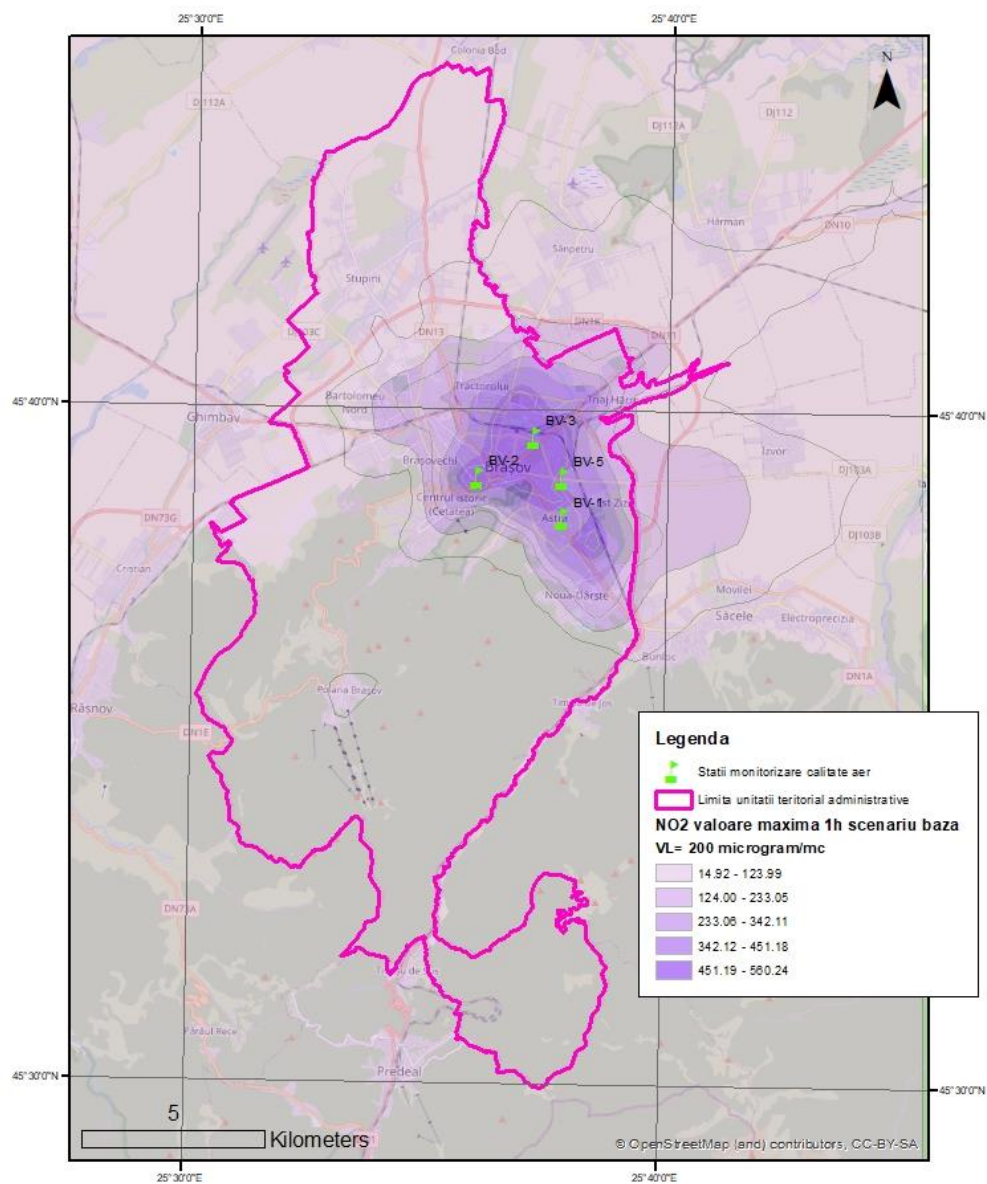 25°30'0"E
25°40'0"E
Colonia Bod
N
DJ112A
DJ112
DJ112A
Hărman
DN10
Sânpetru
Stupini
DN13
DN11
Tractorului
Bartolomeu
Nord
45°40'0"N
45°40'0"N
Ghimbav
BV-3
Brașovechi
BV-2
Brașov
BV-5
Izvor
DJ103A
Centrul istoric
(Cetatea)
BV-1
DN73G
Astra
DJ103B
Cristian
Noua-Dârste
Movilei
Săcele
Electroprecizia
Bunloc
DN1A
Poiana Brașov
Râșnov
DN1E
Legenda
Statii monitorizare calitate aer
Limita unitatii teritorial administrative
NO2 valoare maxima 1h scenariu baza
VL= 200 microgram/mc
14.92 - 123.99
124.00 - 233.05
233.06 - 342.11
342.12 - 451.18
451.19 - 560.24
DN73A
Pârâul Rece
Predeal
45°30'0"N
45°30'0"N
5
Kilometers
© OpenStreetMap (and) contributors, CC-BY-SA
25°30'0"E
25°40'0"E